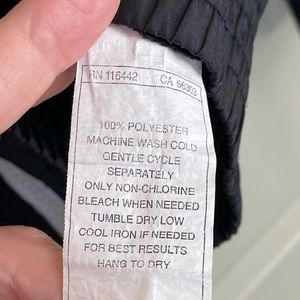 RN 116442 CA 56303
100% POLYESTER
MACHINE WASH COLD
GENTLE CYCLE
SEPARATELY
ONLY NON-CHLORINE
BLEACH WHEN NEEDED
TUMBLE DRY LOW
COOL IRON IF NEEDED
FOR BEST RESULTS
HANG TO DRY